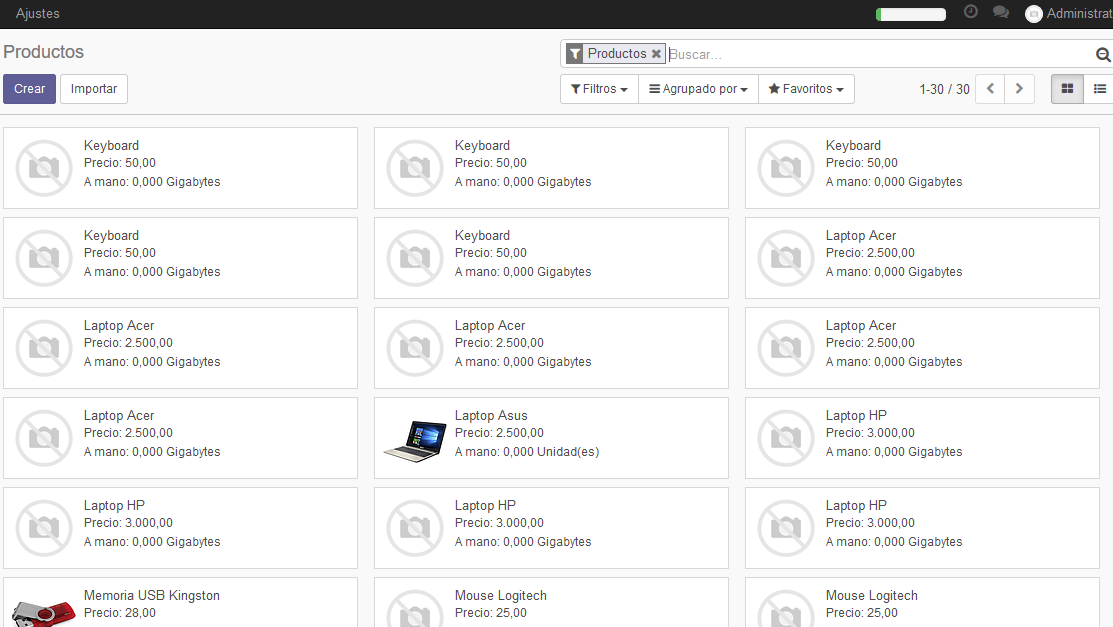 Ajustes
Administrat
Productos
Productos Buscar...
Crear Importar
Filtros Agrupado por Favoritos 1-30 / 30
Keyboard
Precio: 50,00
A mano: 0,000 Gigabytes
Keyboard
Precio: 50,00
A mano: 0,000 Gigabytes
Keyboard
Precio: 50,00
A mano: 0,000 Gigabytes
Keyboard
Precio: 50,00
A mano: 0,000 Gigabytes
Keyboard
Precio: 50,00
A mano: 0,000 Gigabytes
Laptop Acer
Precio: 2.500,00
A mano: 0,000 Gigabytes
Laptop Acer
Precio: 2.500,00
A mano: 0,000 Gigabytes
Laptop Acer
Precio: 2.500,00
A mano: 0,000 Gigabytes
Laptop Acer
Precio: 2.500,00
A mano: 0,000 Gigabytes
Laptop Acer
Precio: 2.500,00
A mano: 0,000 Gigabytes
Laptop Asus
Precio: 2.500,00
A mano: 0,000 Unidad(es)
Laptop HP
Precio: 3.000,00
A mano: 0,000 Gigabytes
Laptop HP
Precio: 3.000,00
A mano: 0,000 Gigabytes
Laptop HP
Precio: 3.000,00
A mano: 0,000 Gigabytes
Laptop HP
Precio: 3.000,00
A mano: 0,000 Gigabytes
Memoria USB Kingston
Precio: 28,00
Mouse Logitech
Precio: 25,00
Mouse Logitech
Precio: 25,00